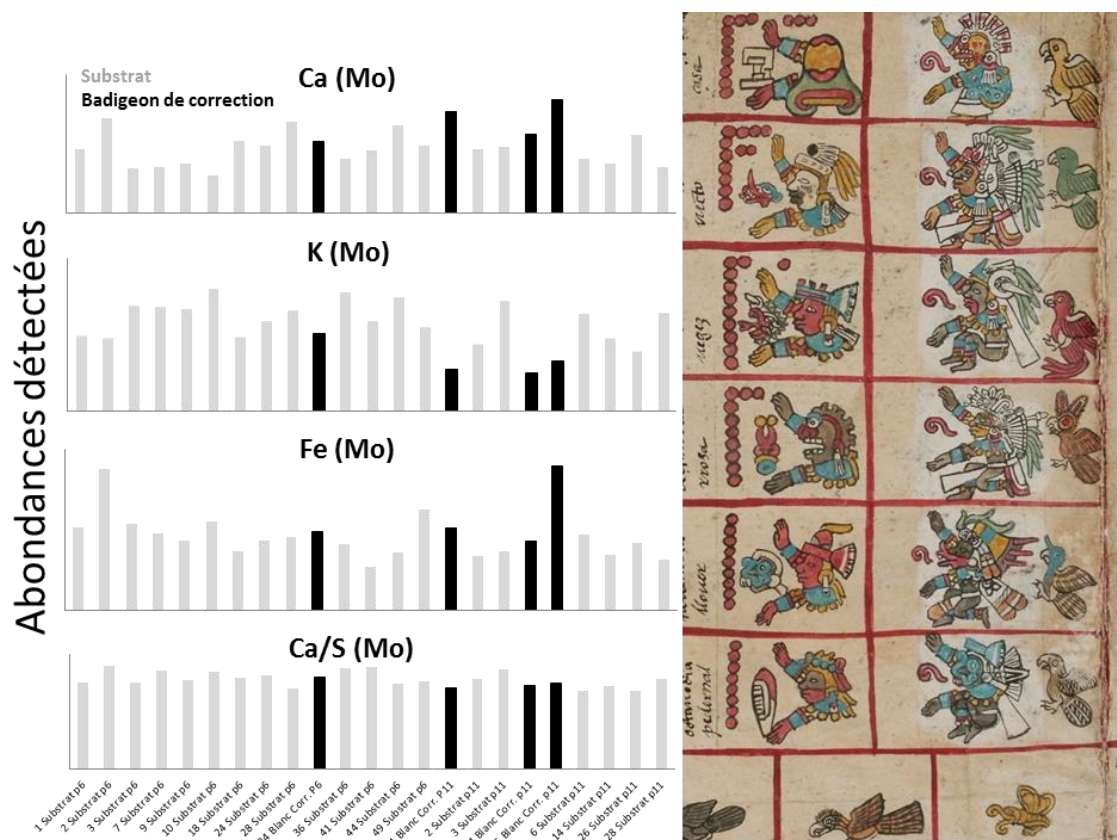 Substrat
Badigeon de correction
Ca (Mo)
K (Mo)
Fe (Mo)
Ca/S (Mo)
Abondances détectées
1 Substrat p6
2 Substrat p6
3 Substrat p6
7 Substrat p6
9 Substrat p6
10 Substrat p6
18 Substrat p6
24 Substrat p6
28 Substrat p6
Blanc Corr. P6
36 Substrat p6
41 Substrat p6
44 Substrat p6
49 Substrat p6
Blanc Corr. P11
2 Substrat p11
3 Substrat p11
Blanc Corr. p11
Blanc Corr. p11
6 Substrat p11
14 Substrat p11
26 Substrat p11
28 Substrat p11
casa
pedernal